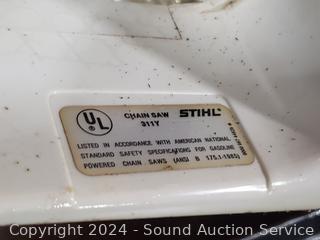 UL
CHAIN SAW
311Y
STIHL
LISTED IN ACCORDANCE WITH AMERICAN NATIONAL
STANDARD SAFETY SPECIFICATIONS FOR GASOLINE
POWERED CHAIN SAWS (ANSI B 175.1-1985)
Copyright 2024 - Sound Auction Service